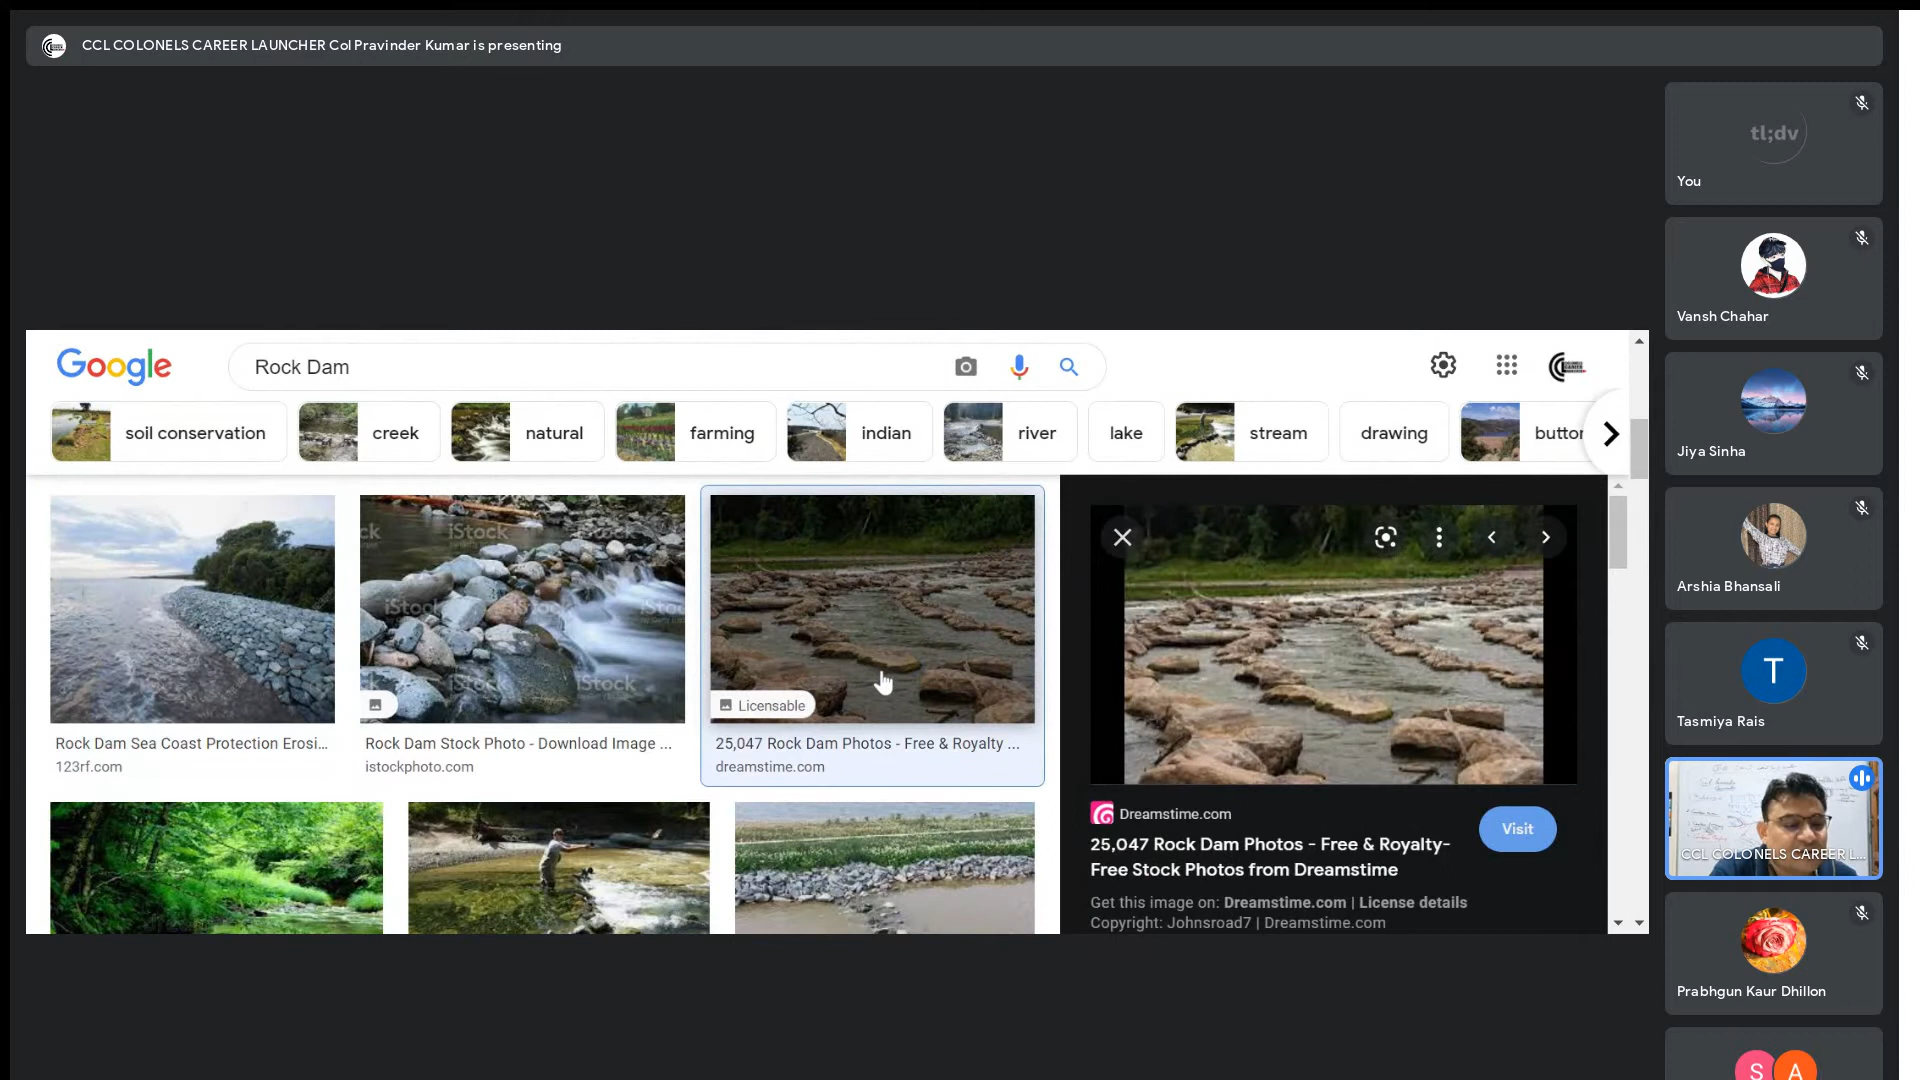 CCL COLONELS CAREER LAUNCHER Col Pravinder Kumar is presenting
tl;dv
You
Vansh Chahar
Jiya Sinha
Arshia Bhansali
T
Tasmiya Rais
CCL COLONELS CAREER L...
Prabhgun Kaur Dhillon
S A
Google
Rock Dam
soil conservation
creek
natural
farming
indian
river
lake
stream
drawing
button
iStock
iStock
iStock
Licensable
Rock Dam Sea Coast Protection Erosi...
123rf.com
Rock Dam Stock Photo - Download Image ...
istockphoto.com
25,047 Rock Dam Photos - Free & Royalty ...
dreamstime.com
Dreamstime.com
25,047 Rock Dam Photos - Free & Royalty-
Free Stock Photos from Dreamstime
Visit
Get this image on: Dreamstime.com | License details
Copyright: Johnsroad7 | Dreamstime.com